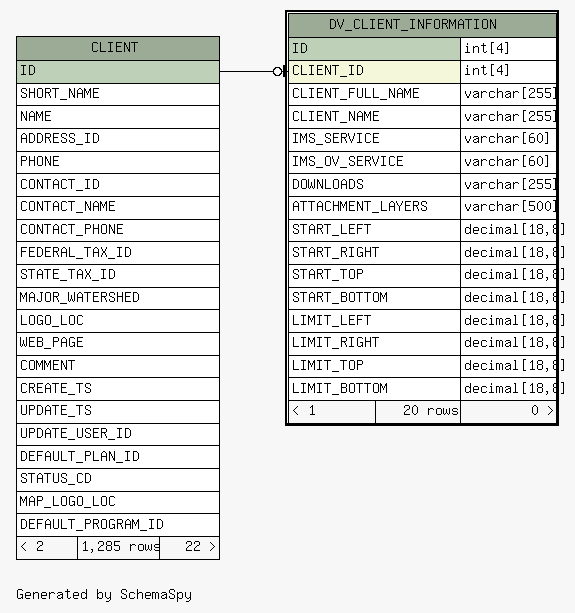 CLIENT
ID
SHORT_NAME
NAME
ADDRESS_ID
PHONE
CONTACT_ID
CONTACT_NAME
CONTACT_PHONE
FEDERAL_TAX_ID
STATE_TAX_ID
MAJOR_WATERSHED
LOGO_LOC
WEB_PAGE
COMMENT
CREATE_TS
UPDATE_TS
UPDATE_USER_ID
DEFAULT_PLAN_ID
STATUS_CD
MAP_LOGO_LOC
DEFAULT_PROGRAM_ID
< 2 1,285 rows 22 >
DV_CLIENT_INFORMATION
ID int[4]
CLIENT_ID int[4]
CLIENT_FULL_NAME varchar[255]
CLIENT_NAME varchar[255]
IMS_SERVICE varchar[60]
IMS_OV_SERVICE varchar[60]
DOWNLOADS varchar[255]
ATTACHMENT_LAYERS varchar[500]
START_LEFT decimal[18,8]
START_RIGHT decimal[18,8]
START_TOP decimal[18,8]
START_BOTTOM decimal[18,8]
LIMIT_LEFT decimal[18,8]
LIMIT_RIGHT decimal[18,8]
LIMIT_TOP decimal[18,8]
LIMIT_BOTTOM decimal[18,8]
< 1 20 rows 0 >
Generated by SchemaSpy